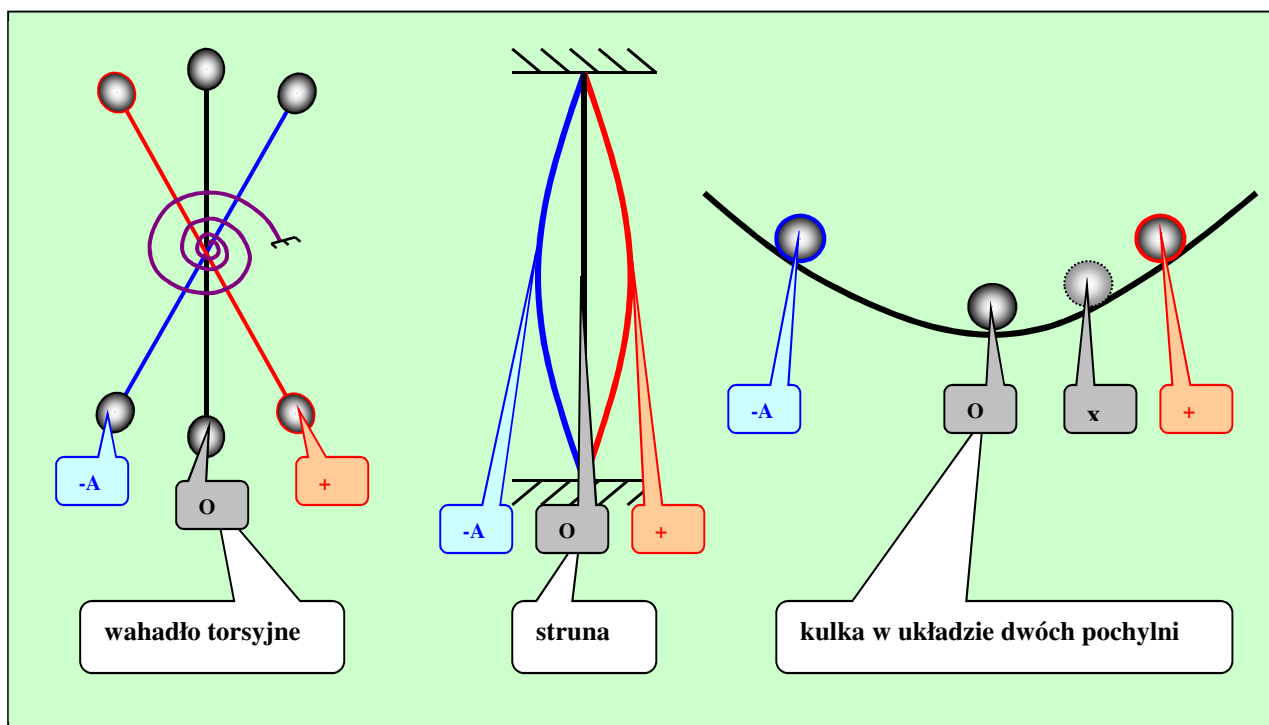 -A
O
+
wahadło torsyjne
-A
O
+
struna
-A
O
x
+
kulka w układzie dwóch pochylni